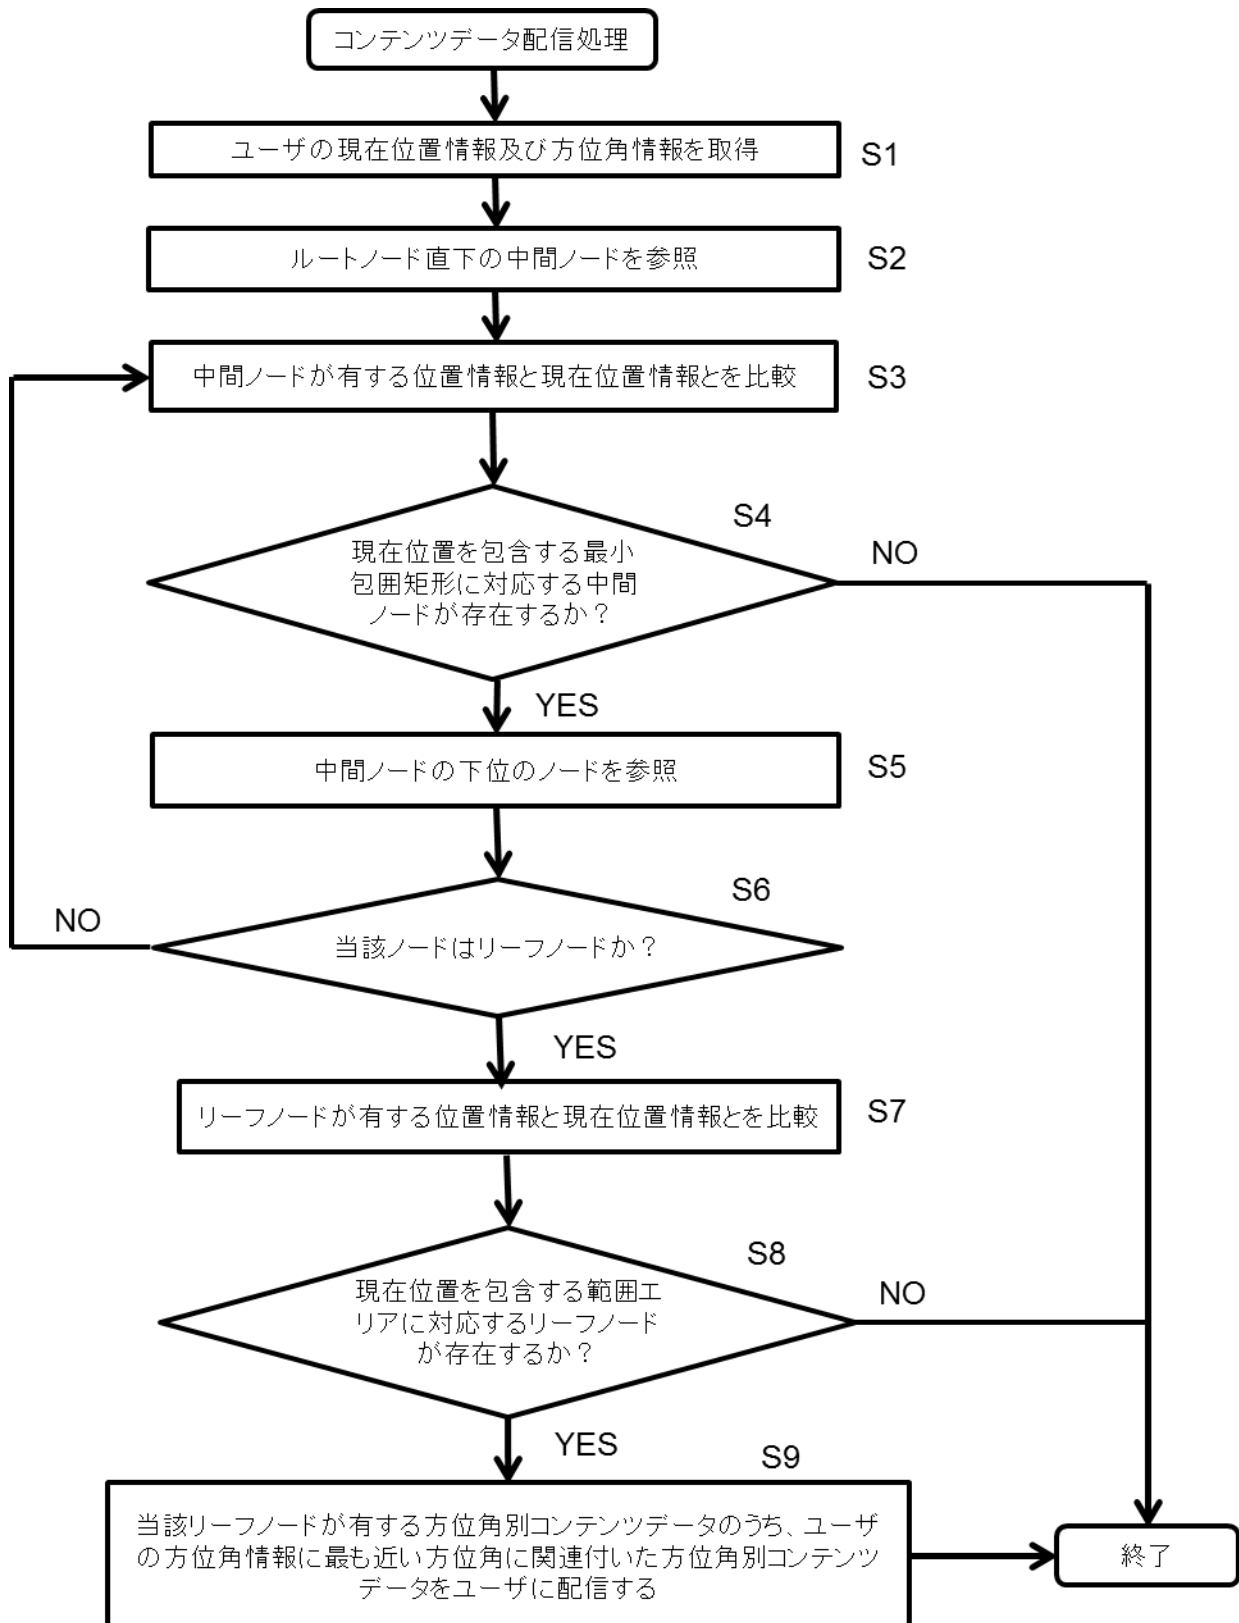 コンテンツデータ配信処理
ユーザの現在位置情報及び方位角情報を取得
S1
ルートノード直下の中間ノードを参照
S2
中間ノードが有する位置情報と現在位置情報とを比較
S3
S4
現在位置を包含する最小
包囲矩形に対応する中間
ノードが存在するか？
NO
YES
中間ノードの下位のノードを参照
S5
S6
NO
当該ノードはリーフノードか？
YES
リーフノードが有する位置情報と現在位置情報とを比較
S7
S8
現在位置を包含する範囲エ
リアに対応するリーフノード
が存在するか？
NO
YES
S9
当該リーフノードが有する方位角別コンテンツデータのうち、ユーザ
の方位角情報に最も近い方位角に関連付いた方位角別コンテンツ
データをユーザに配信する
終了